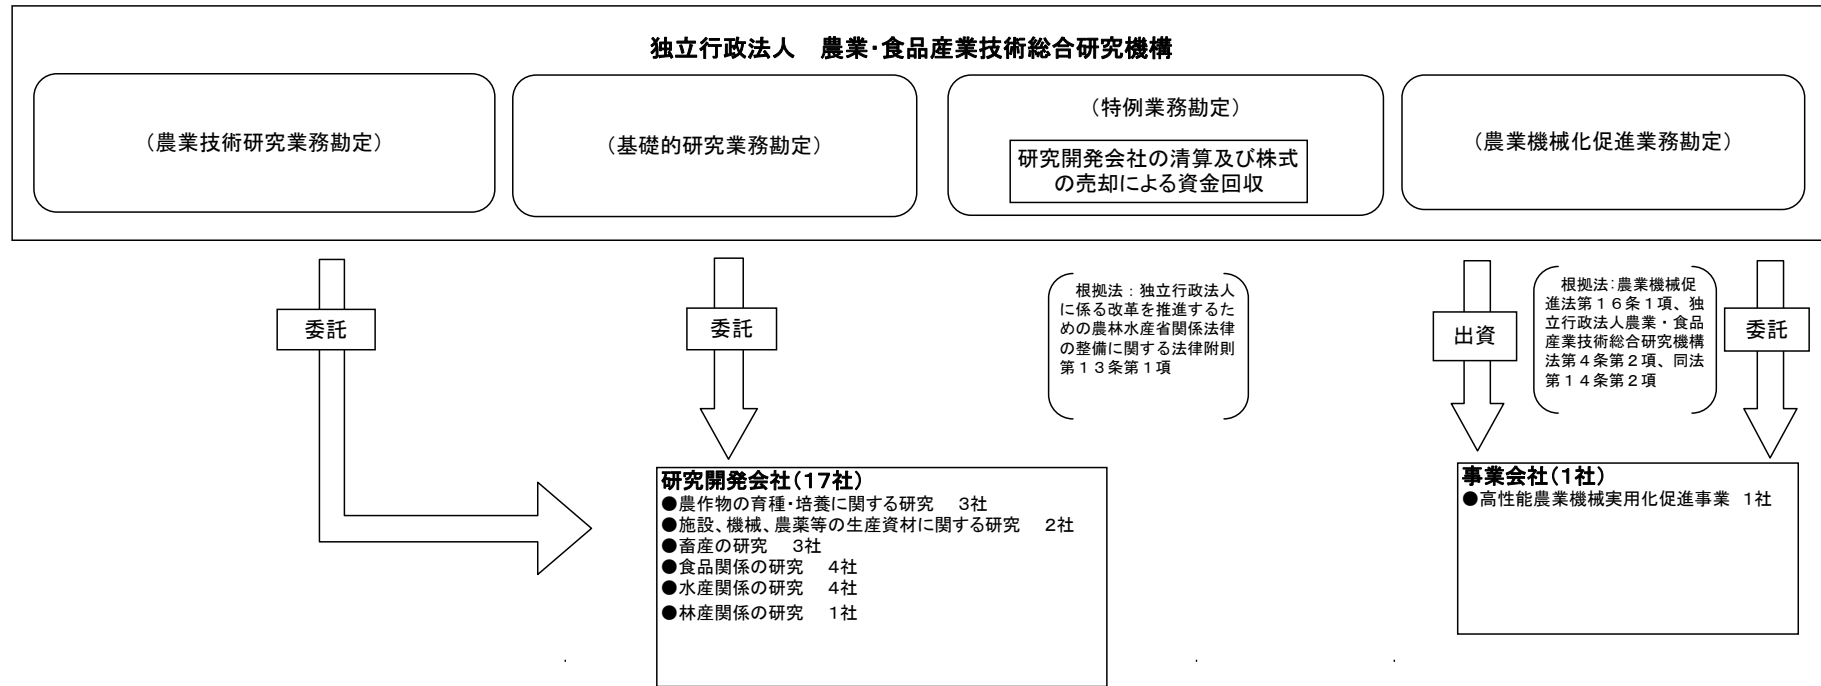 独立行政法人　農業・食品産業技術総合研究機構
（農業技術研究業務勘定）
（基礎的研究業務勘定）
（特例業務勘定）
研究開発会社の清算及び株式
の売却による資金回収
（農業機械化促進業務勘定）
委託
委託
根拠法：独立行政法人
に係る改革を推進するた
めの農林水産省関係法律
の整備に関する法律附則
第１３条第１項
出資
根拠法：農業機械促
進法第１６条１項、独
立行政法人農業・食品
産業技術総合研究機構
法第４条第２項、同法
第１４条第２項
委託
研究開発会社（１７社）
●農作物の育種・培養に関する研究　３社
●施設、機械、農薬等の生産資材に関する研究　２社
●畜産の研究　３社
●食品関係の研究　４社
●水産関係の研究　４社
●林産関係の研究　１社
事業会社（１社）
●高性能農業機械実用化促進事業　１社